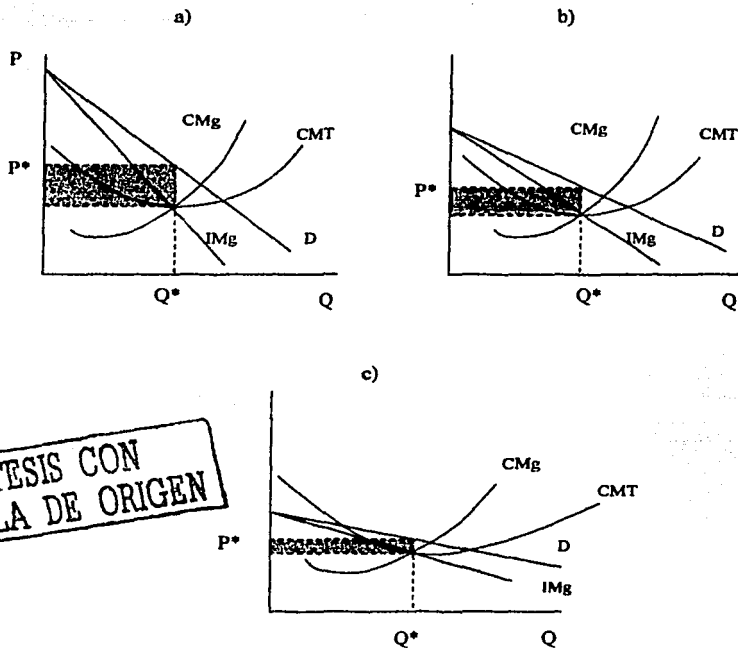 a)
P
CMg
CMT
P*
IMg
D
Q*
Q
b)
CMg
CMT
P*
IMg
D
Q*
Q
c)
TESIS CON
LA DE ORIGEN
CMg
CMT
P*
D
IMg
Q*
Q